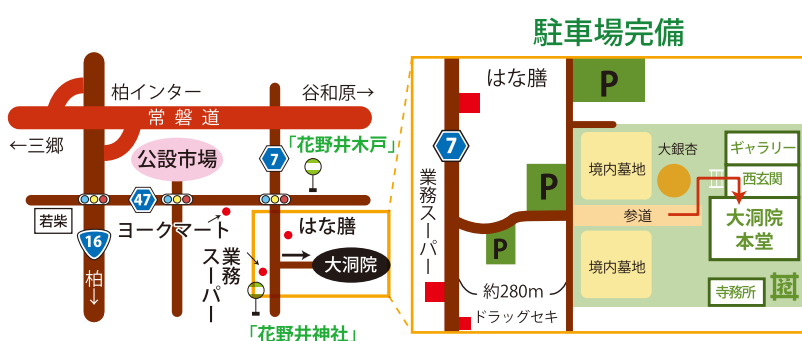 駐車場完備
柏インター
谷和原→
常磐道
←三郷
公設市場
「花野井木戸」
7
47
若柴
ヨークマート
はな膳
16
業務
スーパー
大洞院
柏
↓
「花野井神社」
はな膳
P
7
大銀杏
ギャラリー
境内墓地
西玄関
P
業務スーパー
参道
大洞院
本堂
P
境内墓地
約280m
寺務所
ドラッグセキ